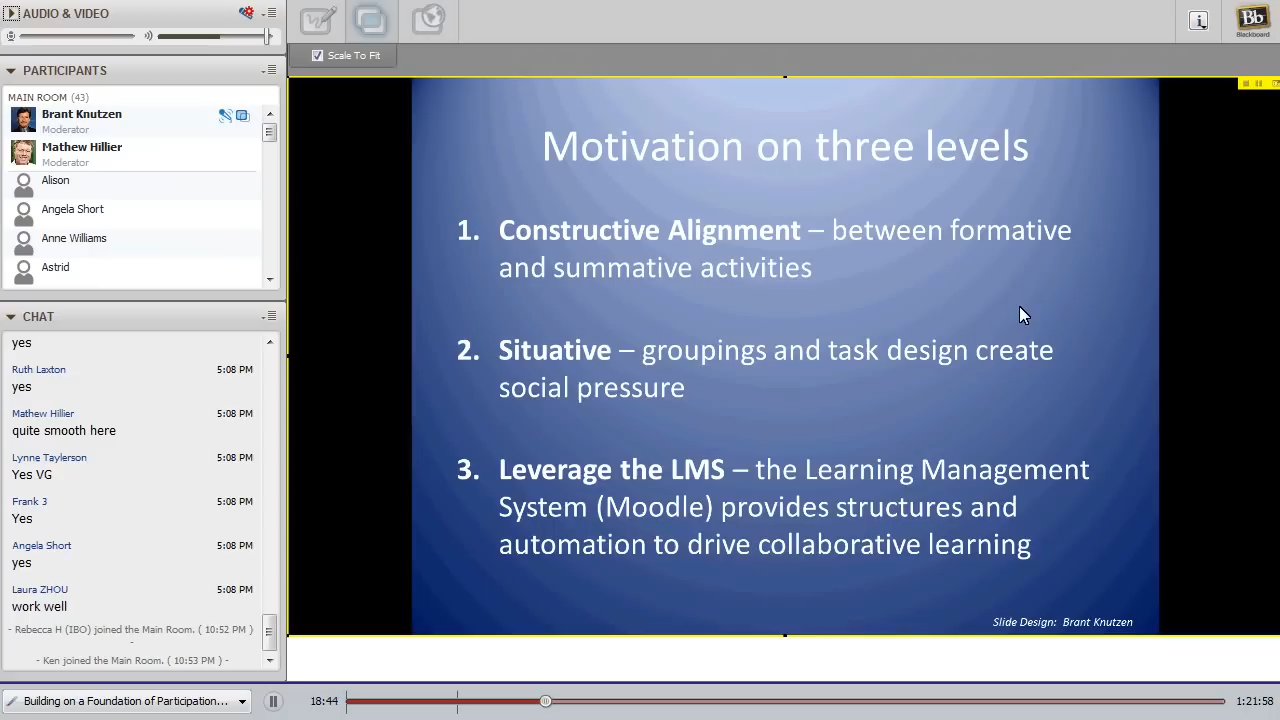 AUDIO & VIDEO
PARTICIPANTS
MAIN ROOM (43)
Brant Knutzen
Moderator
Mathew Hillier
Moderator
Alison
Angela Short
Anne Williams
Astrid
CHAT
yes
Ruth Laxton 5:08 PM
yes
Mathew Hillier 5:08 PM
quite smooth here
Lynne Taylerson 5:08 PM
Yes VG
Frank 3 5:08 PM
Yes
Angela Short 5:08 PM
yes
Laura ZHOU 5:08 PM
work well
- Rebecca H (IBO) joined the Main Room. ( 10:52 PM )
-
- Ken joined the Main Room. ( 10:53 PM ) -
Scale To Fit
Bb
Blackboard
Motivation on three levels
1. Constructive Alignment – between formative
and summative activities
2. Situative – groupings and task design create
social pressure
3. Leverage the LMS – the Learning Management
System (Moodle) provides structures and
automation to drive collaborative learning
Slide Design: Brant Knutzen
Building on a Foundation of Participation...
18:44
1:21:58